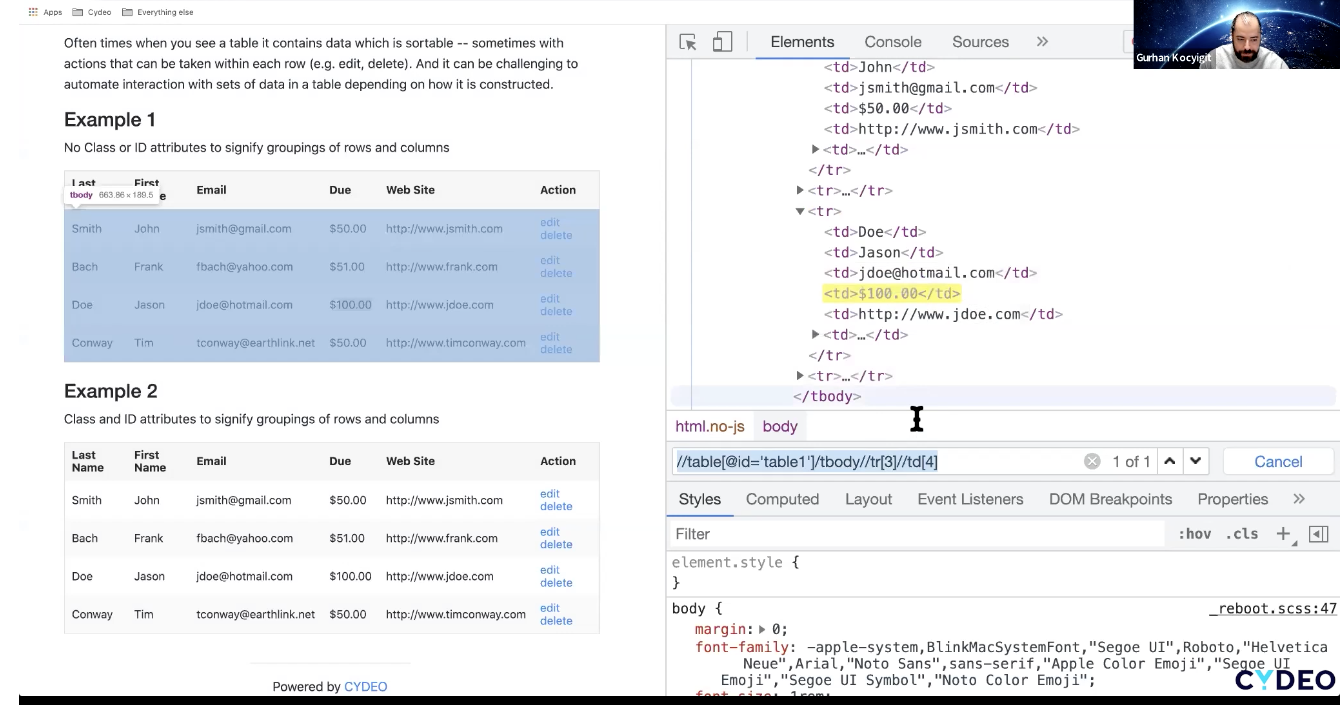 Apps Cydeo Everything else
Often times when you see a table it contains data which is sortable -- sometimes with
actions that can be taken within each row (e.g. edit, delete). And it can be challenging to
automate interaction with sets of data in a table depending on how it is constructed.
Example 1
No Class or ID attributes to signify groupings of rows and columns
Last First
tbody 663.86 × 189.5 e
Email Due Web Site Action
Smith John jsmith@gmail.com $50.00 http://www.jsmith.com edit
delete
Bach Frank fbach@yahoo.com $51.00 http://www.frank.com edit
delete
Doe Jason jdoe@hotmail.com $100.00 http://www.jdoe.com edit
delete
Conway Tim tconway@earthlink.net $50.00 http://www.timconway.com edit
delete
Example 2
Class and ID attributes to signify groupings of rows and columns
Last First
Name Name Email Due Web Site Action
Smith John jsmith@gmail.com $50.00 http://www.jsmith.com edit
delete
Bach Frank fbach@yahoo.com $51.00 http://www.frank.com edit
delete
Doe Jason jdoe@hotmail.com $100.00 http://www.jdoe.com edit
delete
Conway Tim tconway@earthlink.net $50.00 http://www.timconway.com edit
delete
Powered by CYDEO
Elements Console Sources »
Gurhan Kocyigit
<td>John</td>
<td>jsmith@gmail.com</td>
<td>$50.00</td>
<td>http://www.jsmith.com</td>
▶<td>…</td>
</tr>
▶<tr>…</tr>
▼<tr>
<td>Doe</td>
<td>Jason</td>
<td>jdoe@hotmail.com</td>
<td>$100.00</td>
<td>http://www.jdoe.com</td>
▶<td>…</td>
</tr>
▶<tr>…</tr>
</tbody>
html.no-js body
//table[@id='table1']/tbody//tr[3]//td[4] 1 of 1 Cancel
Styles Computed Layout Event Listeners DOM Breakpoints Properties »
Filter :hov .cls +
element.style {
}
body { _reboot.scss:47
margin: ▶ 0;
font-family: -apple-system,BlinkMacSystemFont,"Segoe UI",Roboto,"Helvetica
Neue",Arial,"Noto Sans",sans-serif,"Apple Color Emoji","Segoe UI
Emoji","Segoe UI Symbol","Noto Color Emoji";
font-size: 1rem;
CYDEO